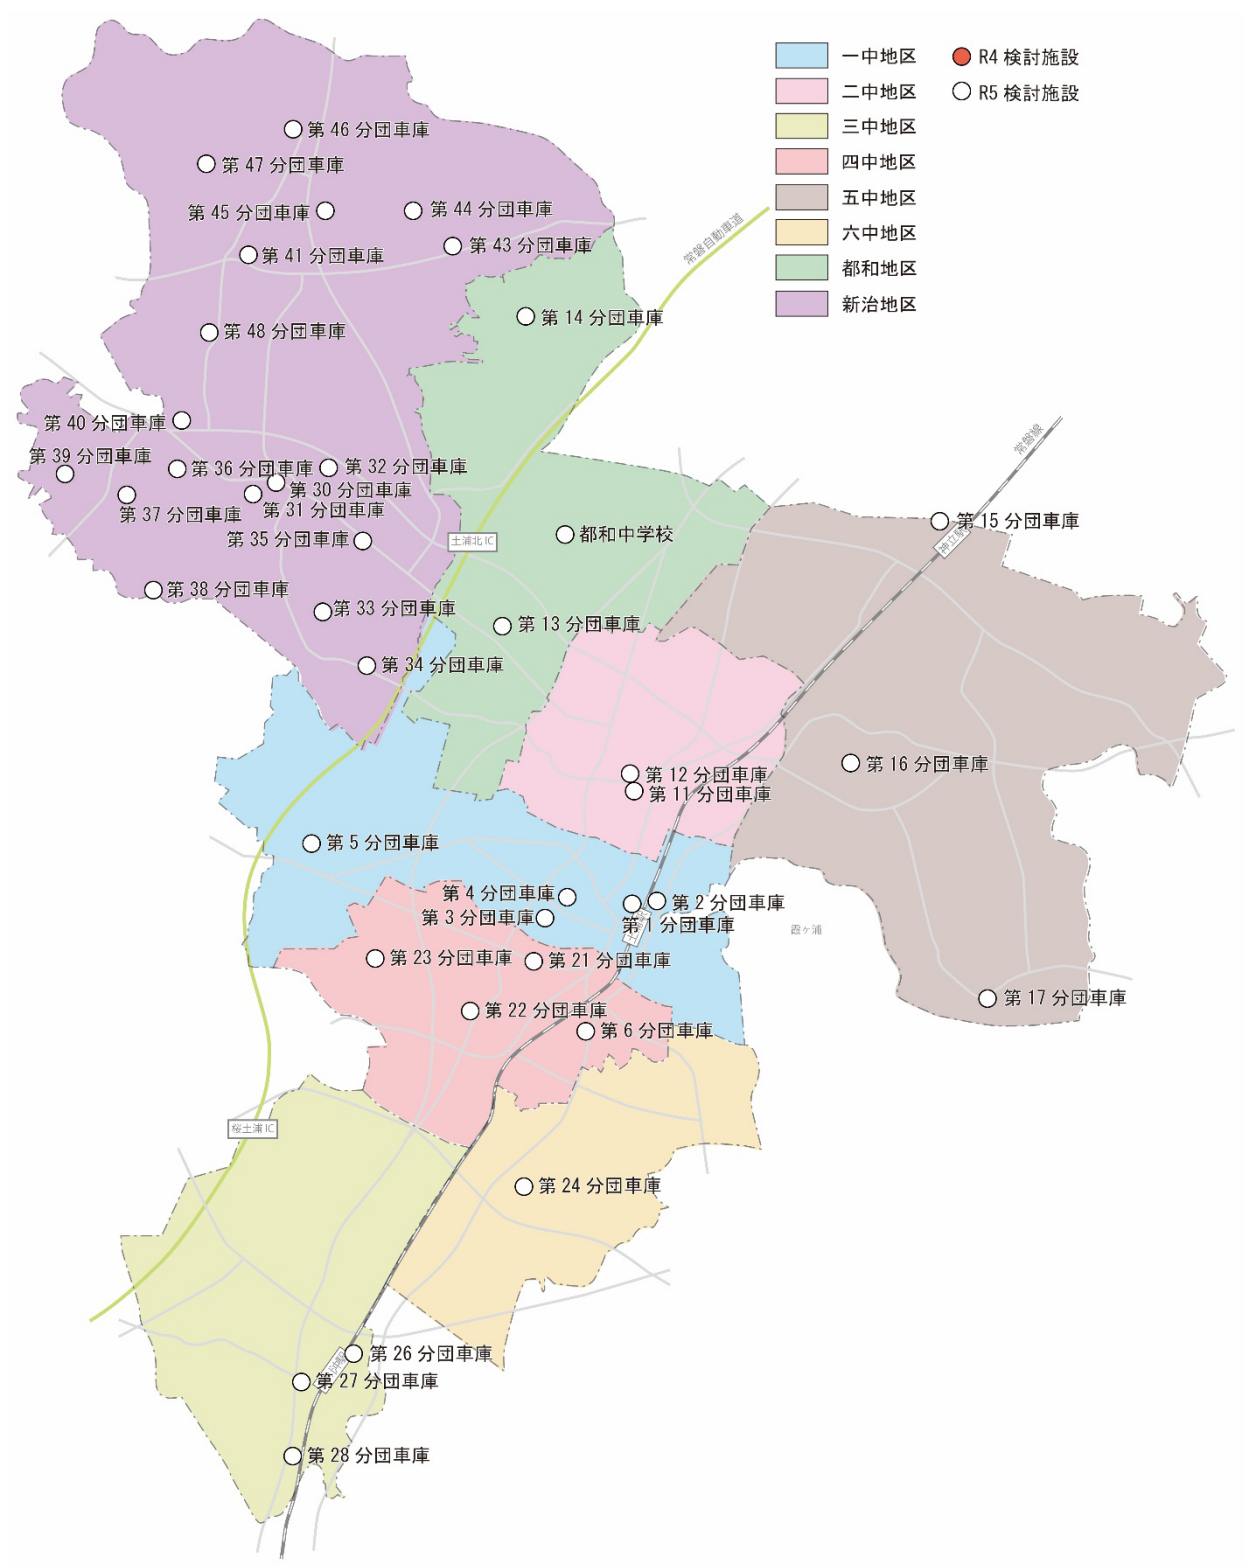 一中地区
二中地区
三中地区
四中地区
五中地区
六中地区
都和地区
新治地区
R4 検討施設
R5 検討施設
第 46 分団車庫
第 47 分団車庫
第 45 分団車庫
第 44 分団車庫
第 43 分団車庫
第 41 分団車庫
常磐自動車道
第 14 分団車庫
第 48 分団車庫
第 40 分団車庫
常磐線
第 39 分団車庫
第 36 分団車庫
第 32 分団車庫
第 30 分団車庫
第 31 分団車庫
第 37 分団車庫
第 15 分団車庫
第 35 分団車庫
土浦北 IC
都和中学校
神立駅
第 38 分団車庫
第 33 分団車庫
第 13 分団車庫
第 34 分団車庫
第 16 分団車庫
第 12 分団車庫
第 11 分団車庫
第 5 分団車庫
第 4 分団車庫
第 3 分団車庫
第 2 分団車庫
第 1 分団車庫
霞ヶ浦
第 23 分団車庫
第 21 分団車庫
第 17 分団車庫
第 22 分団車庫
第 6 分団車庫
桜土浦 IC
第 24 分団車庫
第 26 分団車庫
第 27 分団車庫
第 28 分団車庫